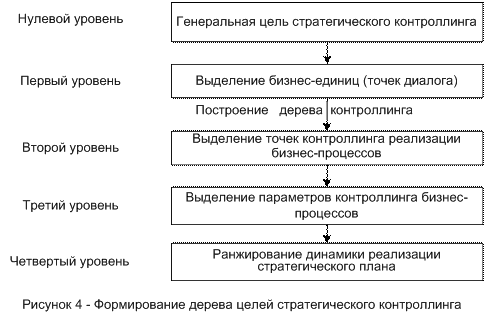 Нулевой уровень
Генеральная цель стратегического контроллинга
Первый уровень
Выделение бизнес-единиц (точек диалога)
Построение дерева контроллинга
Второй уровень
Выделение точек контроллинга реализации
бизнес-процессов
Третий уровень
Выделение параметров контроллинга бизнес-
процессов
Четвертый уровень
Ранжирование динамики реализации
стратегического плана
Рисунок 4 - Формирование дерева целей стратегического контроллинга